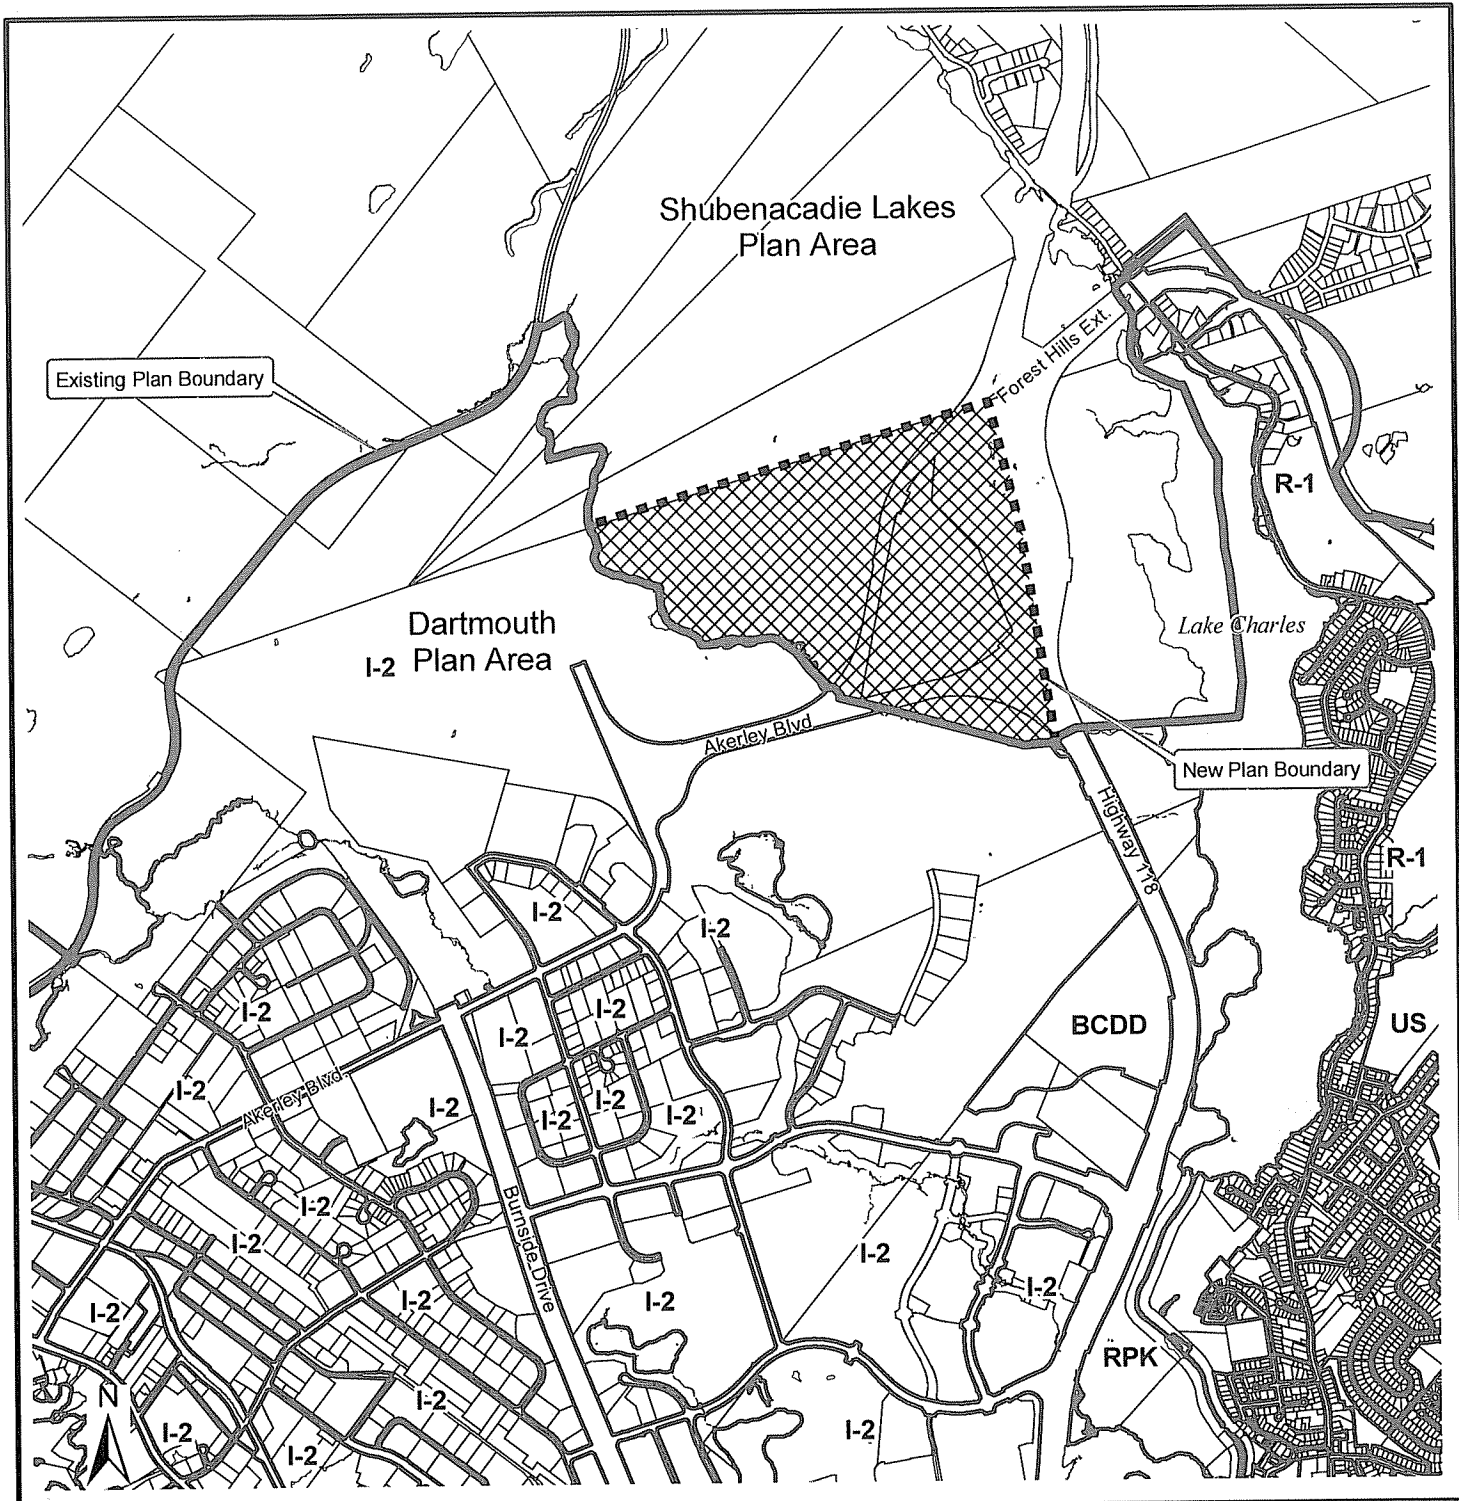 Shubenacadie Lakes
Plan Area
Forest Hills Ext.
Existing Plan Boundary
R-1
Dartmouth
Plan Area
I-2
Lake Charles
Akerley Blvd
New Plan Boundary
Highway 118
R-1
I-2
I-2
I-2
I-2
I-2
BCDD
US
I-2
Akerley Blvd
I-2
I-2
I-2
I-2
I-2
I-2
Burnside Drive
I-2
I-2
I-2
I-2
I-2
I-2
RPK
N
I-2
I-2
I-2
I-2